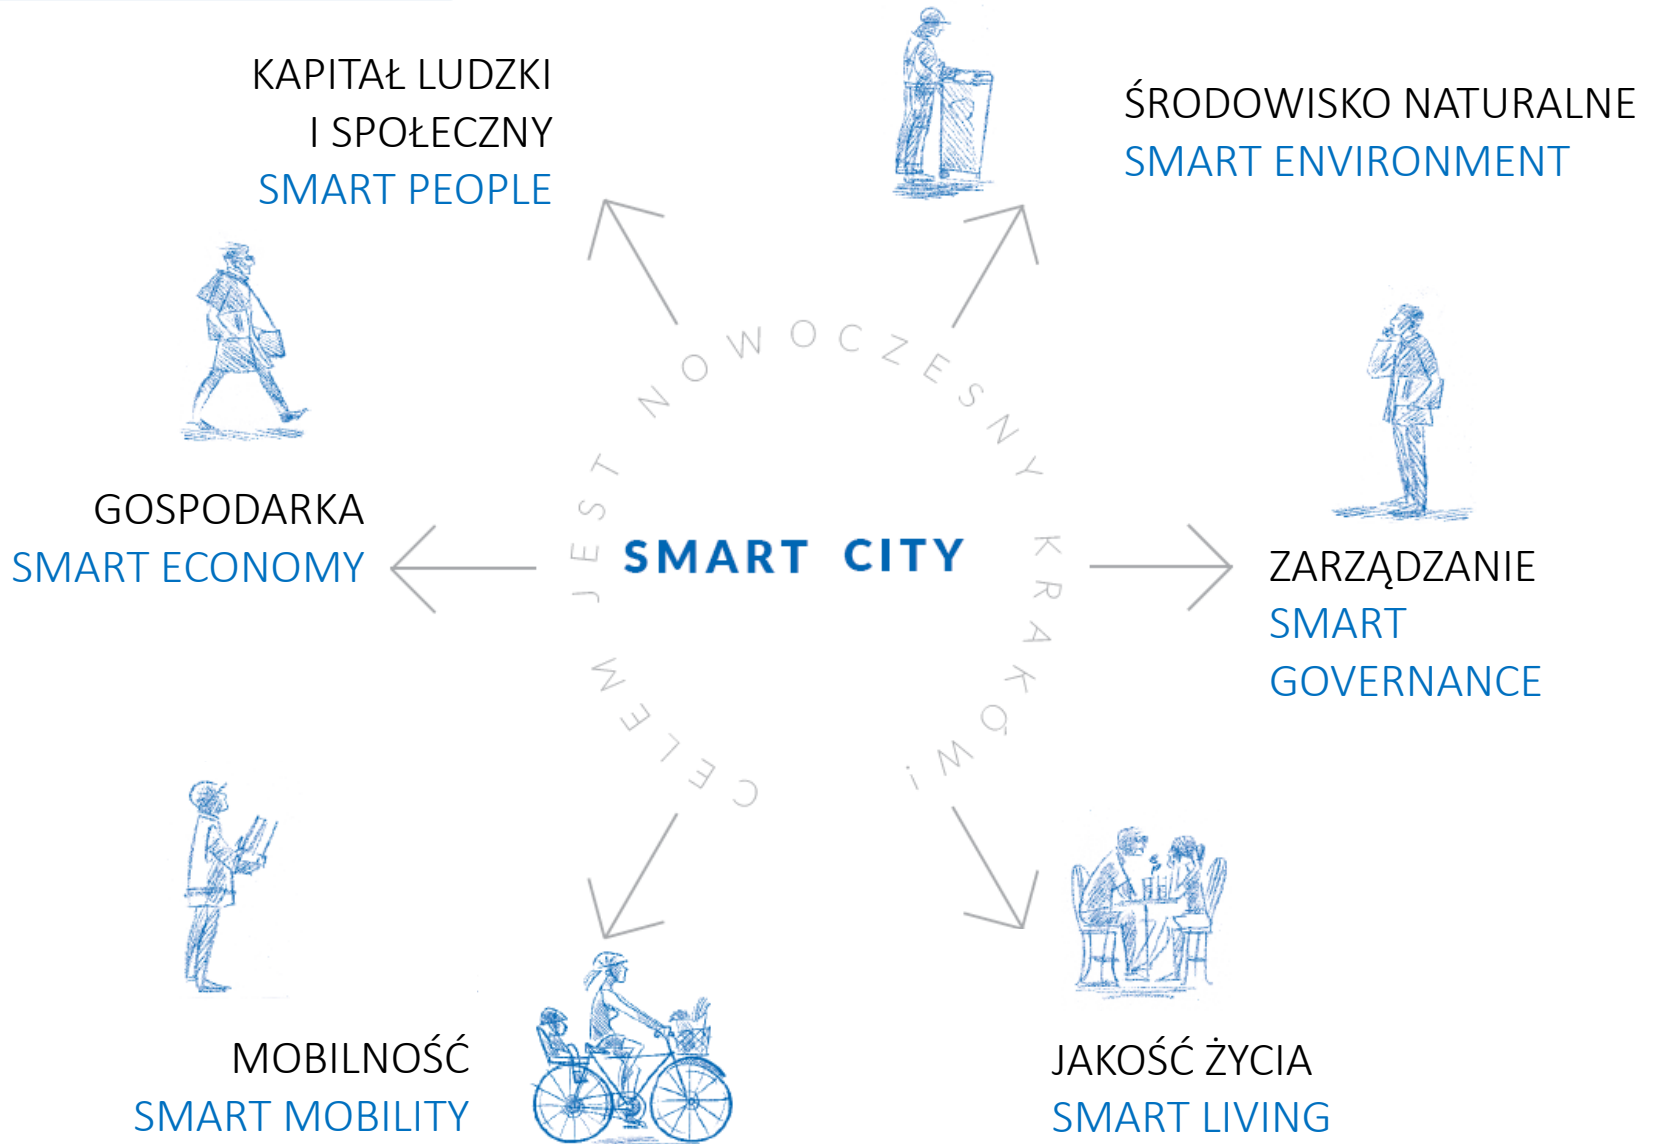 KAPITAŁ LUDZKI
I SPOŁECZNY
SMART PEOPLE
ŚRODOWISKO NATURALNE
SMART ENVIRONMENT
GOSPODARKA
SMART ECONOMY
CELEM JEST NOWOCZESNY KRAKÓW!
SMART CITY
ZARZĄDZANIE
SMART
GOVERNANCE
MOBILNOŚĆ
SMART MOBILITY
JAKOŚĆ ŻYCIA
SMART LIVING